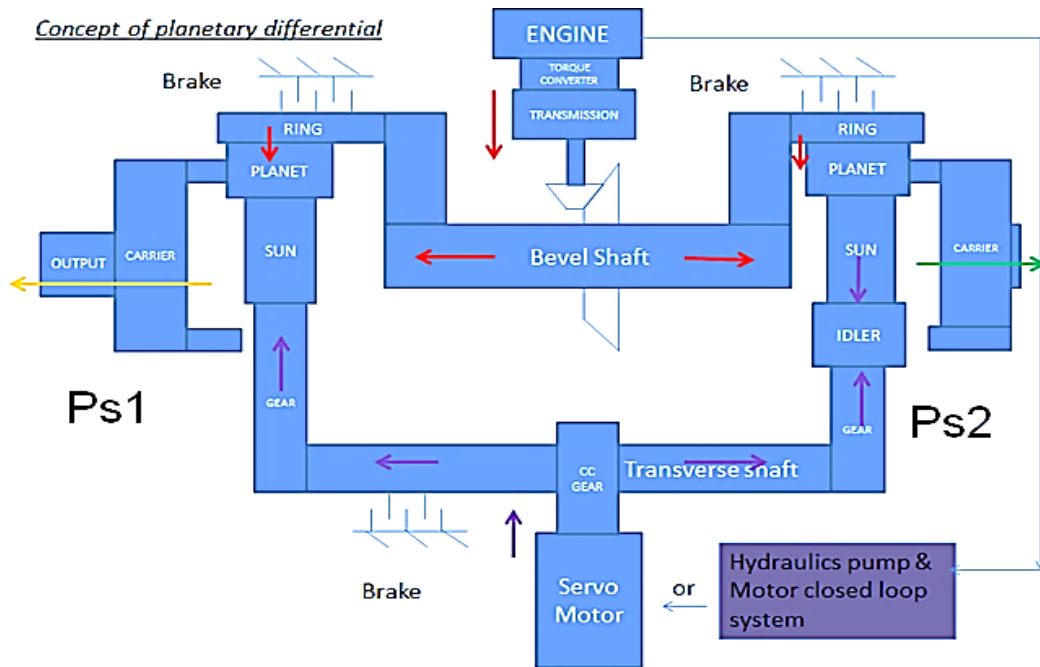 Concept of planetary differential
ENGINE
TORQUE
CONVERTER
TRANSMISSION
Brake
Brake
RING
RING
PLANET
PLANET
SUN
SUN
OUTPUT
CARRIER
CARRIER
Bevel Shaft
IDLER
Ps1
Ps2
GEAR
GEAR
CC
GEAR
Transverse shaft
Brake
Servo
Motor
or
Hydraulics pump &
Motor closed loop
system